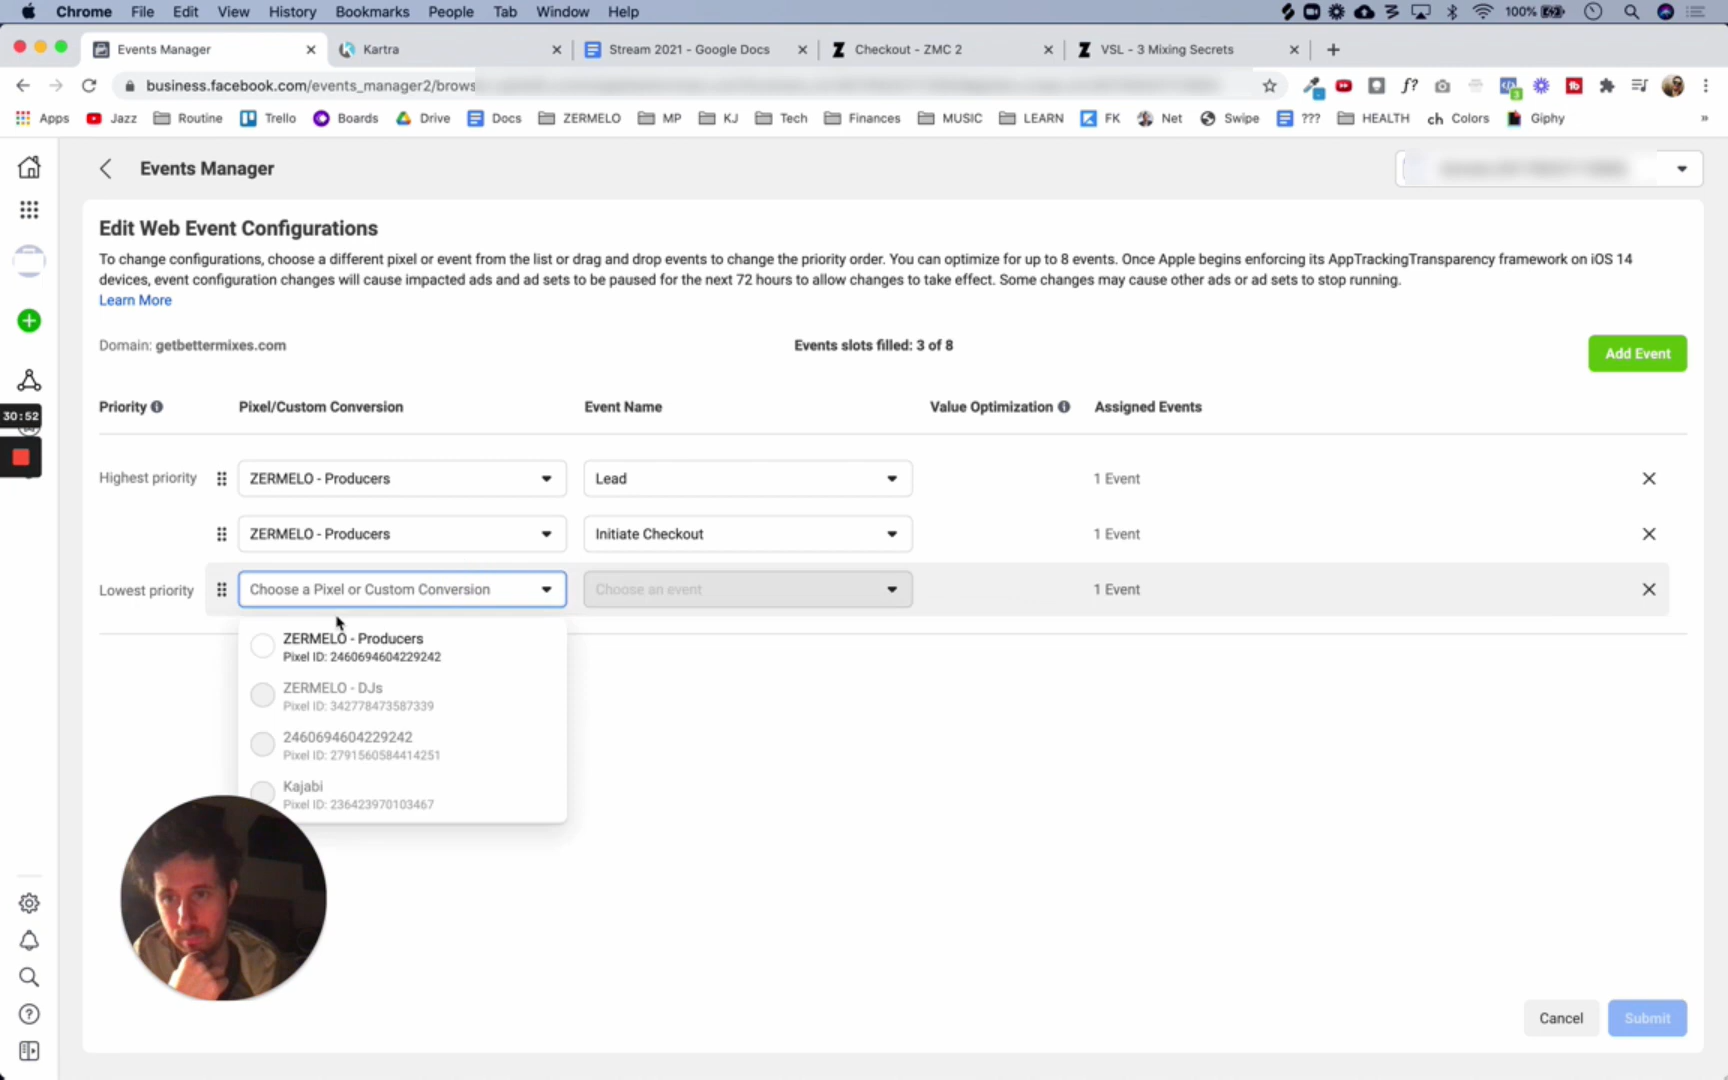 Chrome File Edit View History Bookmarks People Tab Window Help 100%
Events Manager Kartra Stream 2021 - Google Docs Checkout - ZMC 2 VSL - 3 Mixing Secrets
business.facebook.com/events_manager2/brows
Apps Jazz Routine Trello Boards Drive Docs ZERMELO MP KJ Tech Finances MUSIC LEARN FK Net Swipe ??? HEALTH ch Colors Giphy »
Events Manager
Edit Web Event Configurations
To change configurations, choose a different pixel or event from the list or drag and drop events to change the priority order. You can optimize for up to 8 events. Once Apple begins enforcing its AppTrackingTransparency framework on iOS 14
devices, event configuration changes will cause impacted ads and ad sets to be paused for the next 72 hours to allow changes to take effect. Some changes may cause other ads or ad sets to stop running.
Learn More
Domain: getbettermixes.com Events slots filled: 3 of 8 Add Event
Priority Pixel/Custom Conversion Event Name Value Optimization Assigned Events
30:52
Highest priority ZERMELO - Producers Lead 1 Event
ZERMELO - Producers Initiate Checkout 1 Event
Lowest priority Choose a Pixel or Custom Conversion Choose an event 1 Event
ZERMELO - Producers
Pixel ID: 2460694604229242
ZERMELO - DJs
Pixel ID: 342778473587339
2460694604229242
Pixel ID: 2791560584414251
Kajabi
Pixel ID: 236423970103467
Cancel Submit